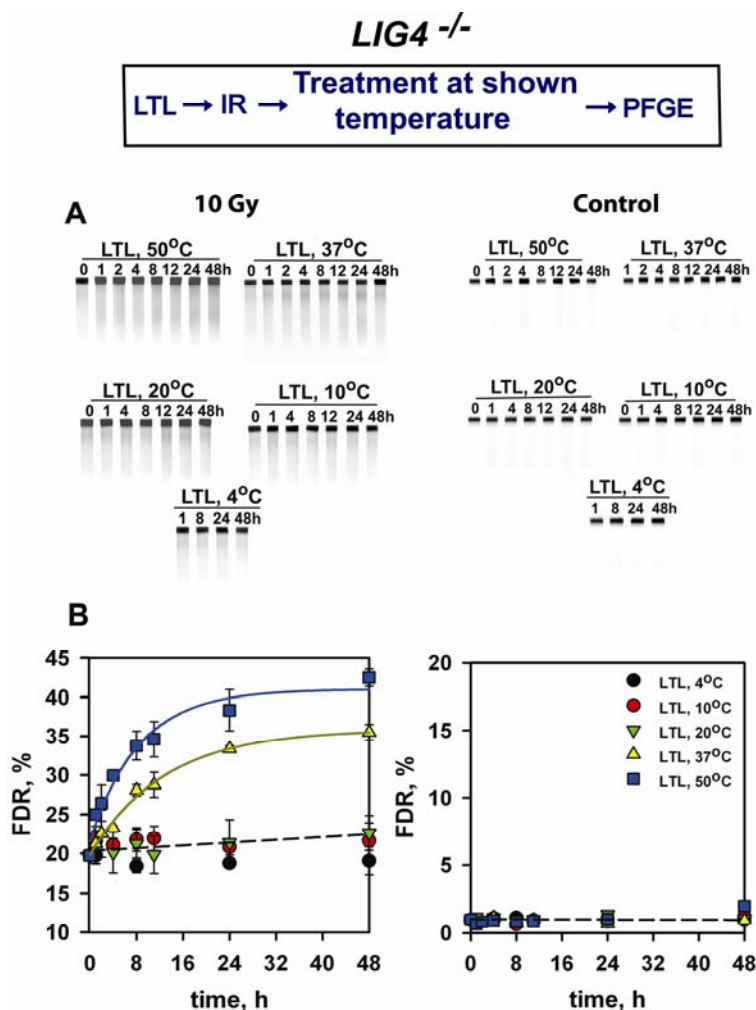 LIG4 -/-
LTL → IR → Treatment at shown temperature → PFGE
A
10 Gy
Control
LTL, 50°C
0 1 2 4 8 12 24 48h
LTL, 37°C
0 1 2 4 8 12 24 48h
LTL, 50°C
0 1 2 4 8 12 24 48h
LTL, 37°C
1 2 4 8 12 24 48h
LTL, 20°C
0 1 4 8 12 24 48h
LTL, 10°C
0 1 4 8 12 24 48h
LTL, 20°C
0 1 4 8 12 24 48h
LTL, 10°C
0 1 4 8 12 24 48h
LTL, 4°C
1 8 24 48h
LTL, 4°C
1 8 24 48h
B
FDR, %
45
40
35
30
25
20
15
10
0 8 16 24 32 40 48
time, h
FDR, %
20
15
10
5
0
LTL, 4°C
LTL, 10°C
LTL, 20°C
LTL, 37°C
LTL, 50°C
0 8 16 24 32 40 48
time, h